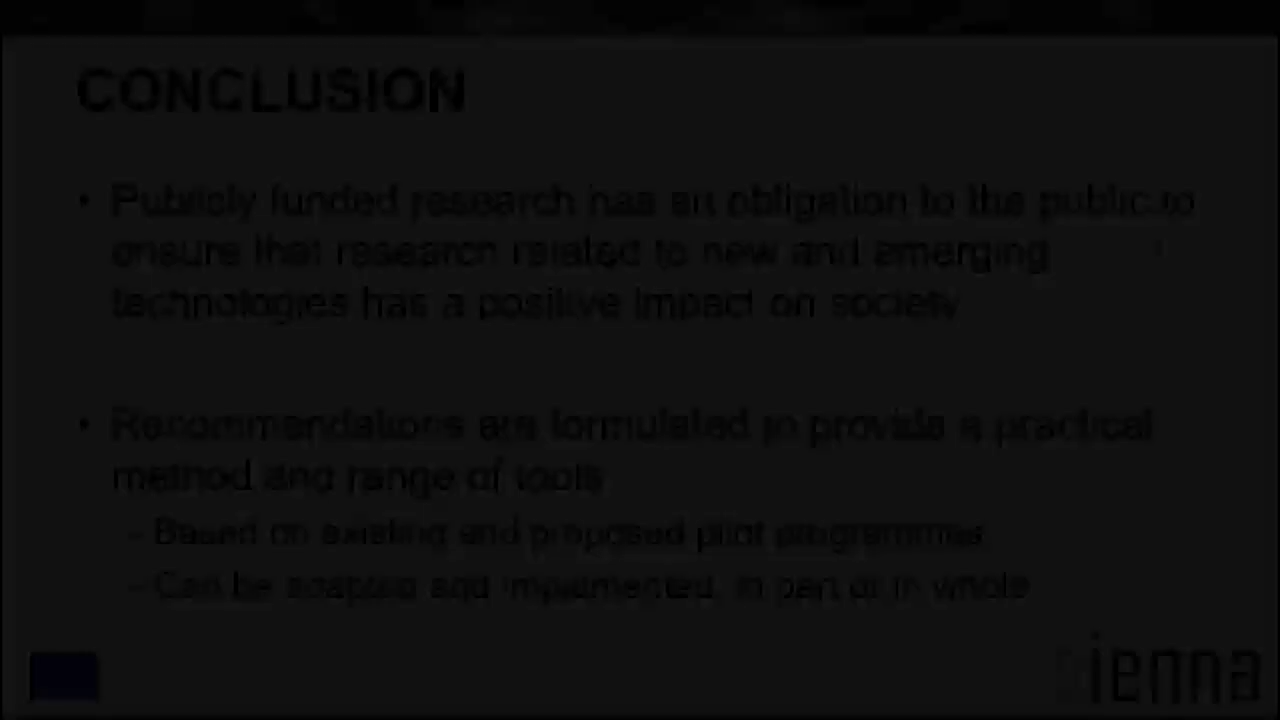 CONCLUSION
• Publicly funded research has an obligation to the public to
ensure that research related to new and emerging
technologies has a positive impact on society
• Recommendations are formulated to provide a practical
method and range of tools
– Based on existing and proposed pilot programmes
– Can be adapted and implemented, in part or in whole
ienna